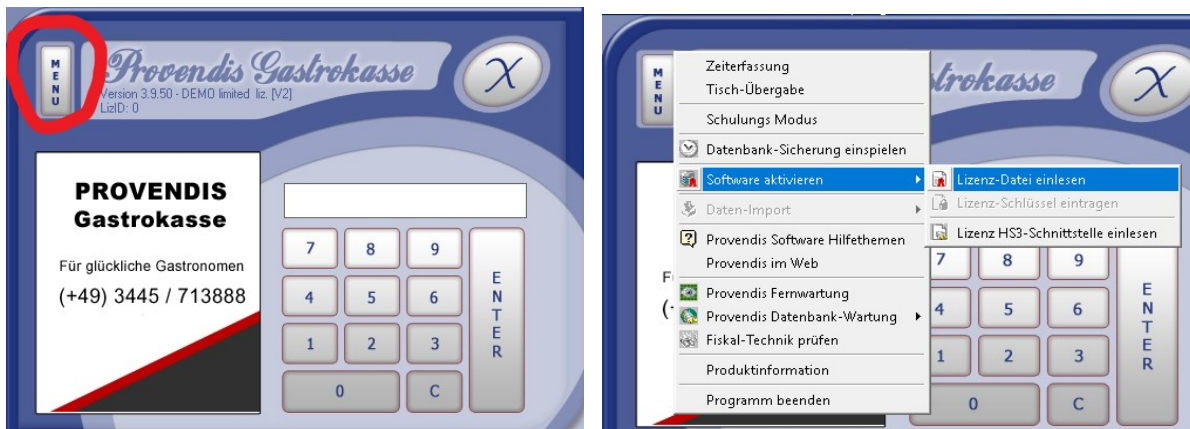 MENU
Provendis Gastrokasse
Version 3.9.50 - DEMO limited liz. [V2]
LizID: 0
X
PROVENDIS
Gastrokasse
Für glückliche Gastronomen
(+49) 3445 / 713888
7 8 9
4 5 6
1 2 3
0 C
ENTER
MENU
strokasse
X
Zeiterfassung
Tisch-Übergabe
Schulungs Modus
Datenbank-Sicherung einspielen
Software aktivieren
Daten-Import
Provendis Software Hilfethemen
Provendis im Web
Provendis Fernwartung
Provendis Datenbank-Wartung
Fiskal-Technik prüfen
Produktinformation
Programm beenden
Lizenz-Datei einlesen
Lizenz-Schlüssel eintragen
Lizenz HS3-Schnittstelle einlesen
7 8 9
4 5 6
1 2 3
0 C
ENTER